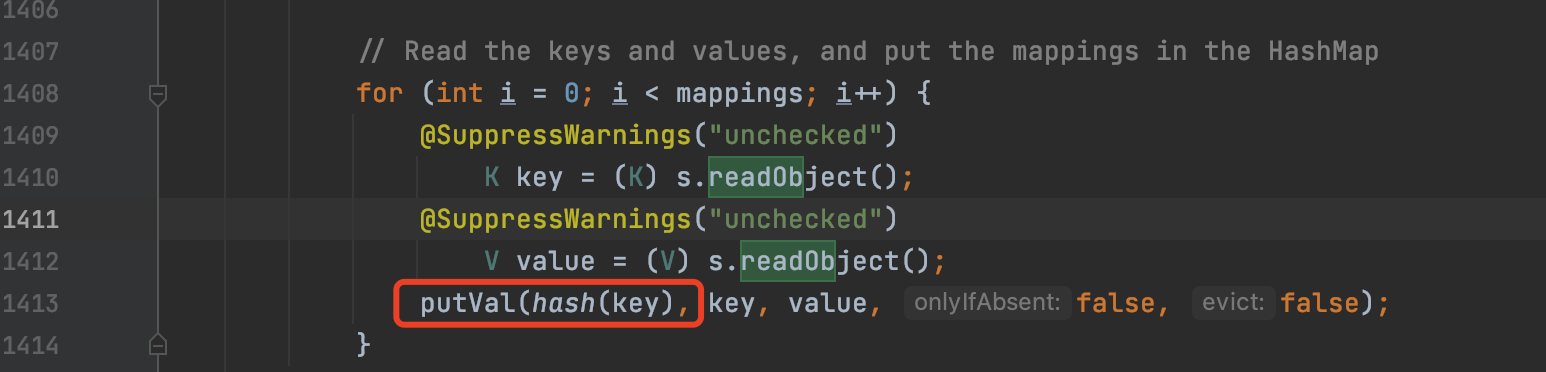 1406
1407 // Read the keys and values, and put the mappings in the HashMap
1408 for (int i = 0; i < mappings; i++) {
1409 @SuppressWarnings("unchecked")
1410 K key = (K) s.readObject();
1411 @SuppressWarnings("unchecked")
1412 V value = (V) s.readObject();
1413 putVal(hash(key), key, value, onlyIfAbsent: false, evict: false);
1414 }